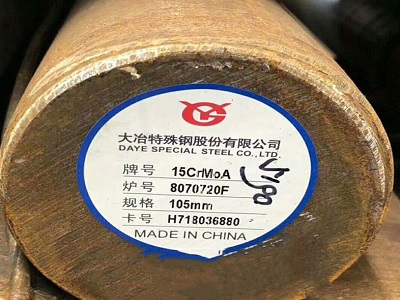 大冶特殊钢股份有限公司
DAYE SPECIAL STEEL CO.,LTD.
牌号 15CrMoA
炉号 8070720F
规格 105mm
卡号 H718036880
MADE IN CHINA